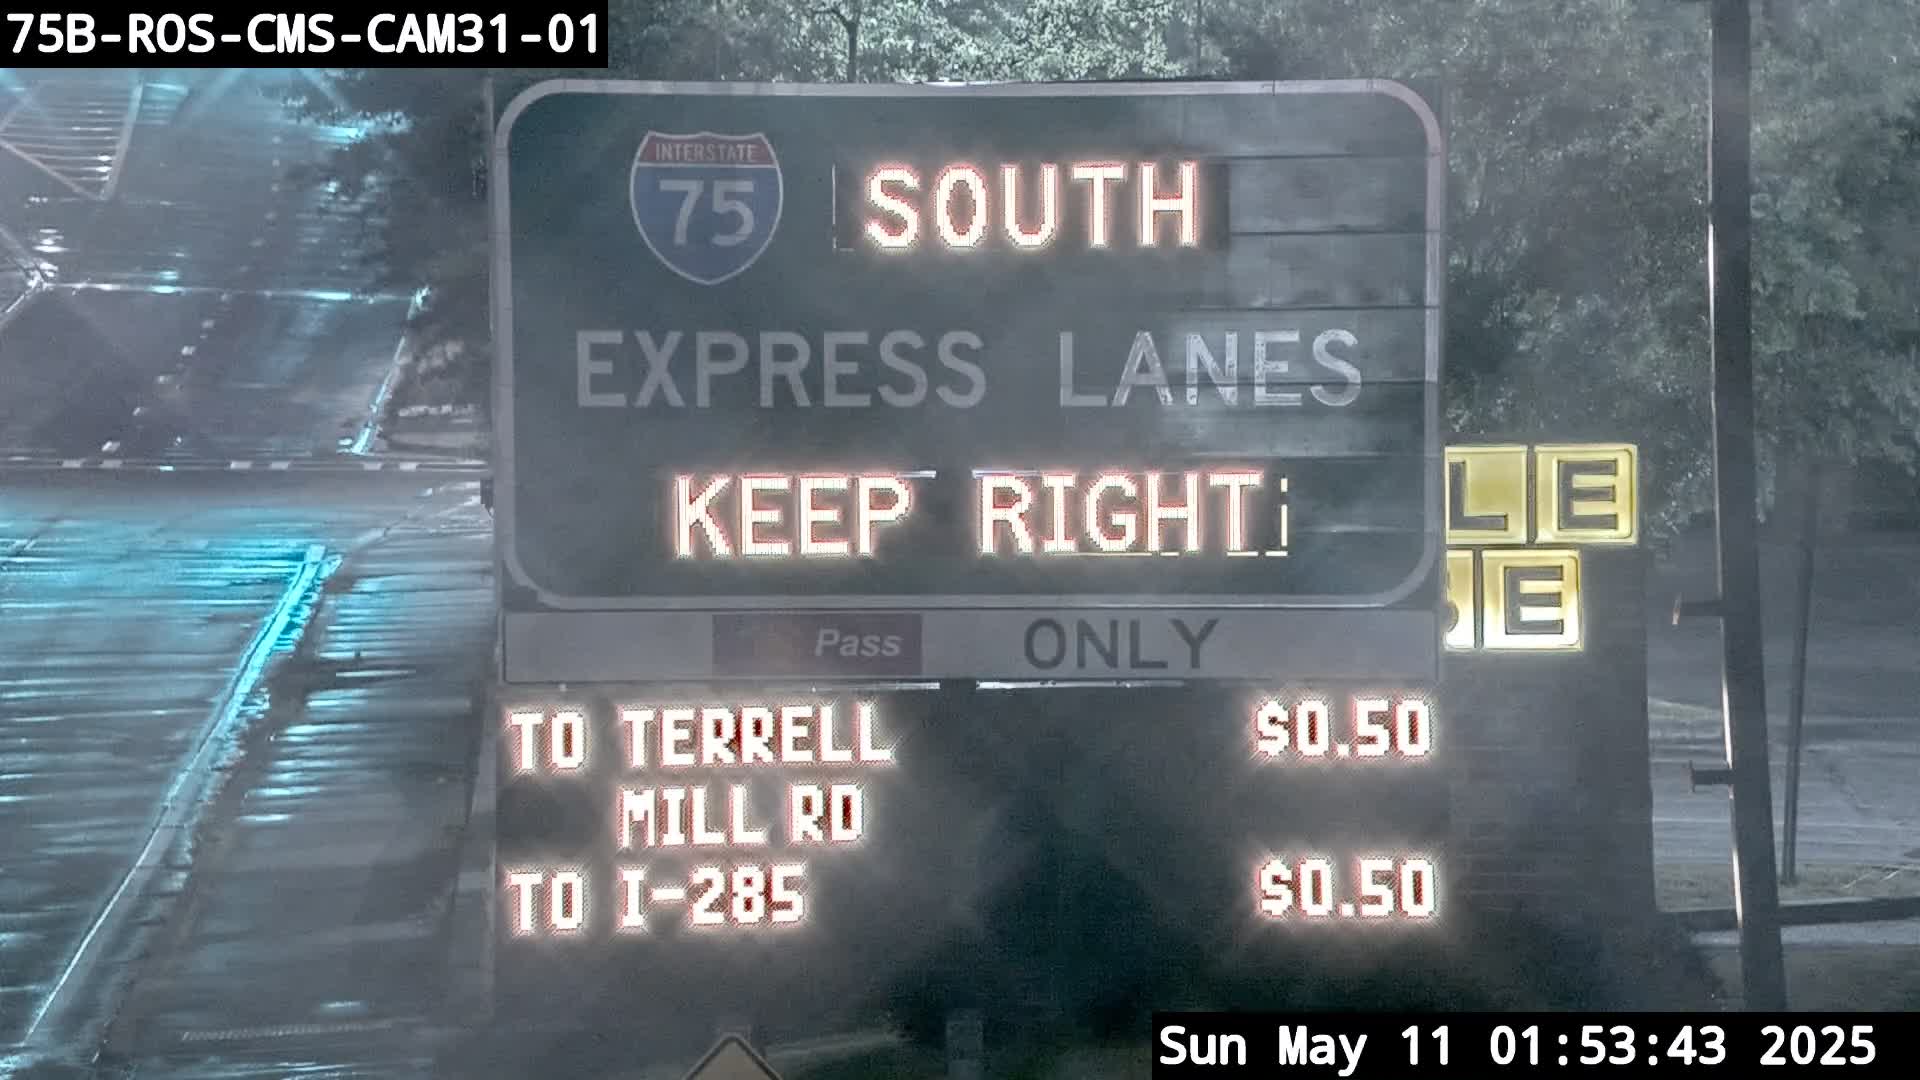 75B-ROS-CMS-CAM31-01
INTERSTATE
75
SOUTH
EXPRESS LANES
KEEP RIGHT
LE
E
Pass ONLY
TO TERRELL $0.50
MILL RD
TO I-285 $0.50
Sun May 11 01:53:43 2025